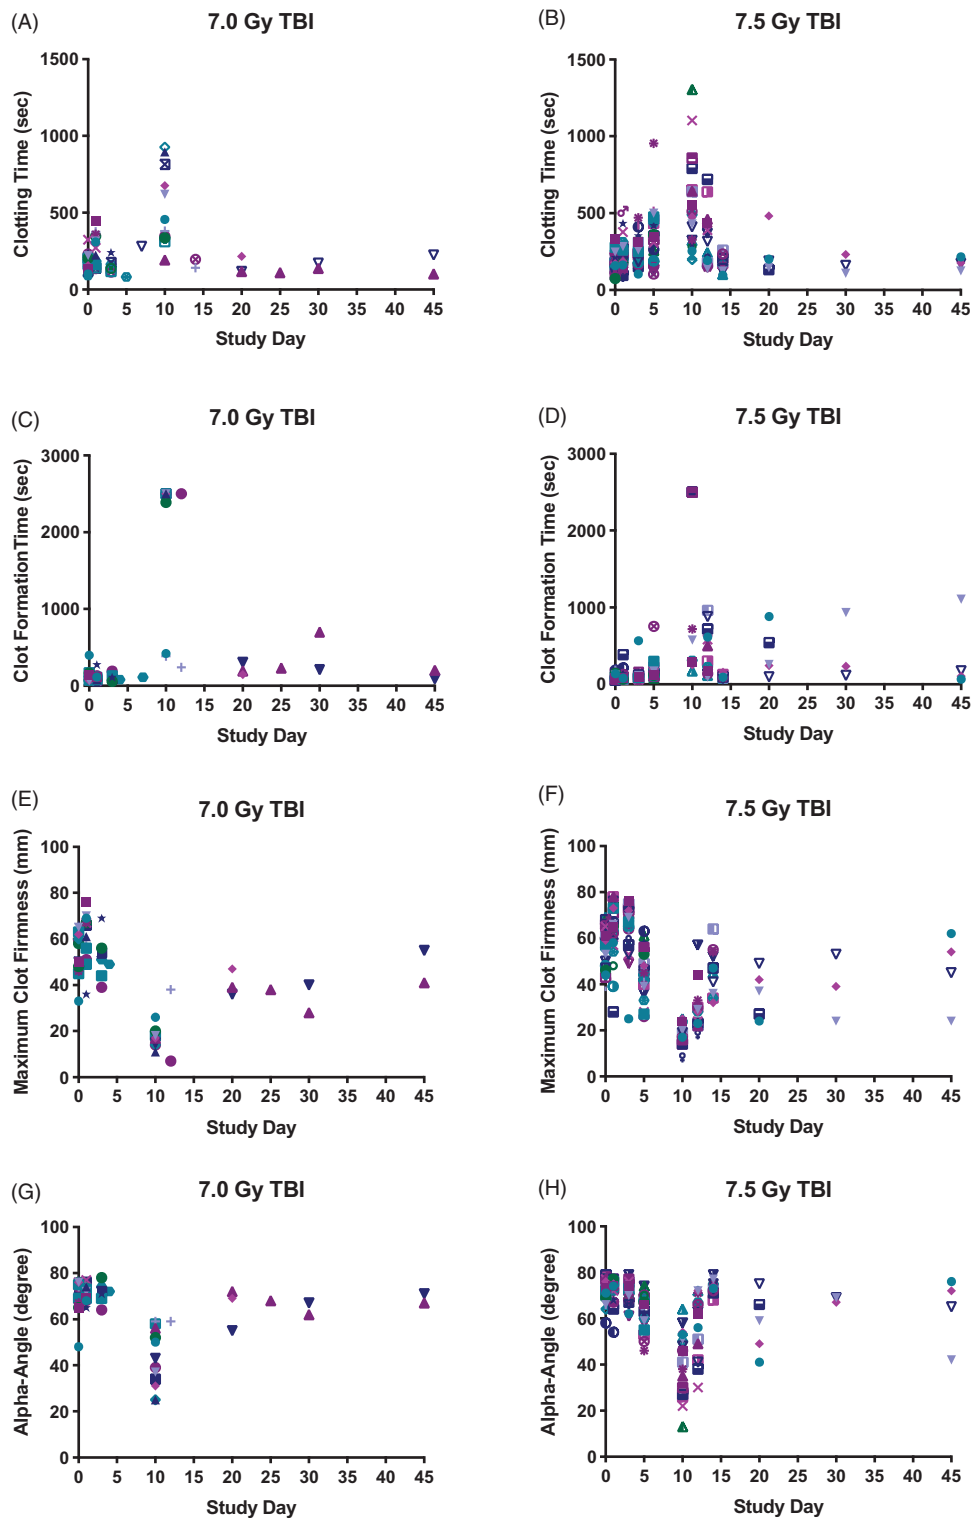 (A) 7.0 Gy TBI
Clotting Time (sec)
1500
1000
500
0
0 5 10 15 20 25 30 35 40 45
Study Day
(B) 7.5 Gy TBI
Clotting Time (sec)
1500
1000
500
0
0 5 10 15 20 25 30 35 40 45
Study Day
(C) 7.0 Gy TBI
Clot FormationTime (sec)
3000
2000
1000
0
0 5 10 15 20 25 30 35 40 45
Study Day
(D) 7.5 Gy TBI
Clot Formation Time (sec)
3000
2000
1000
0
0 5 10 15 20 25 30 35 40 45
Study Day
(E) 7.0 Gy TBI
Maximum Clot Firmness (mm)
100
80
60
40
20
0
0 5 10 15 20 25 30 35 40 45
Study Day
(F) 7.5 Gy TBI
Maximum Clot Firmness (mm)
100
80
60
40
20
0
0 5 10 15 20 25 30 35 40 45
Study Day
(G) 7.0 Gy TBI
Alpha-Angle (degree)
100
80
60
40
20
0
0 5 10 15 20 25 30 35 40 45
Study Day
(H) 7.5 Gy TBI
Alpha-Angle (degree)
100
80
60
40
20
0
0 5 10 15 20 25 30 35 40 45
Study Day